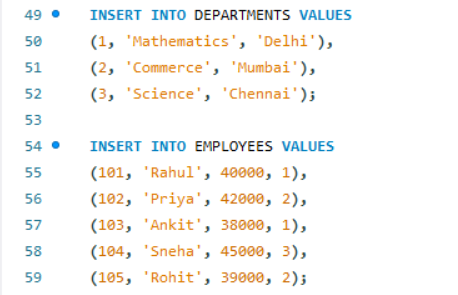 49 INSERT INTO DEPARTMENTS VALUES
50 (1, 'Mathematics', 'Delhi'),
51 (2, 'Commerce', 'Mumbai'),
52 (3, 'Science', 'Chennai');
53
54 INSERT INTO EMPLOYEES VALUES
55 (101, 'Rahul', 40000, 1),
56 (102, 'Priya', 42000, 2),
57 (103, 'Ankit', 38000, 1),
58 (104, 'Sneha', 45000, 3),
59 (105, 'Rohit', 39000, 2);